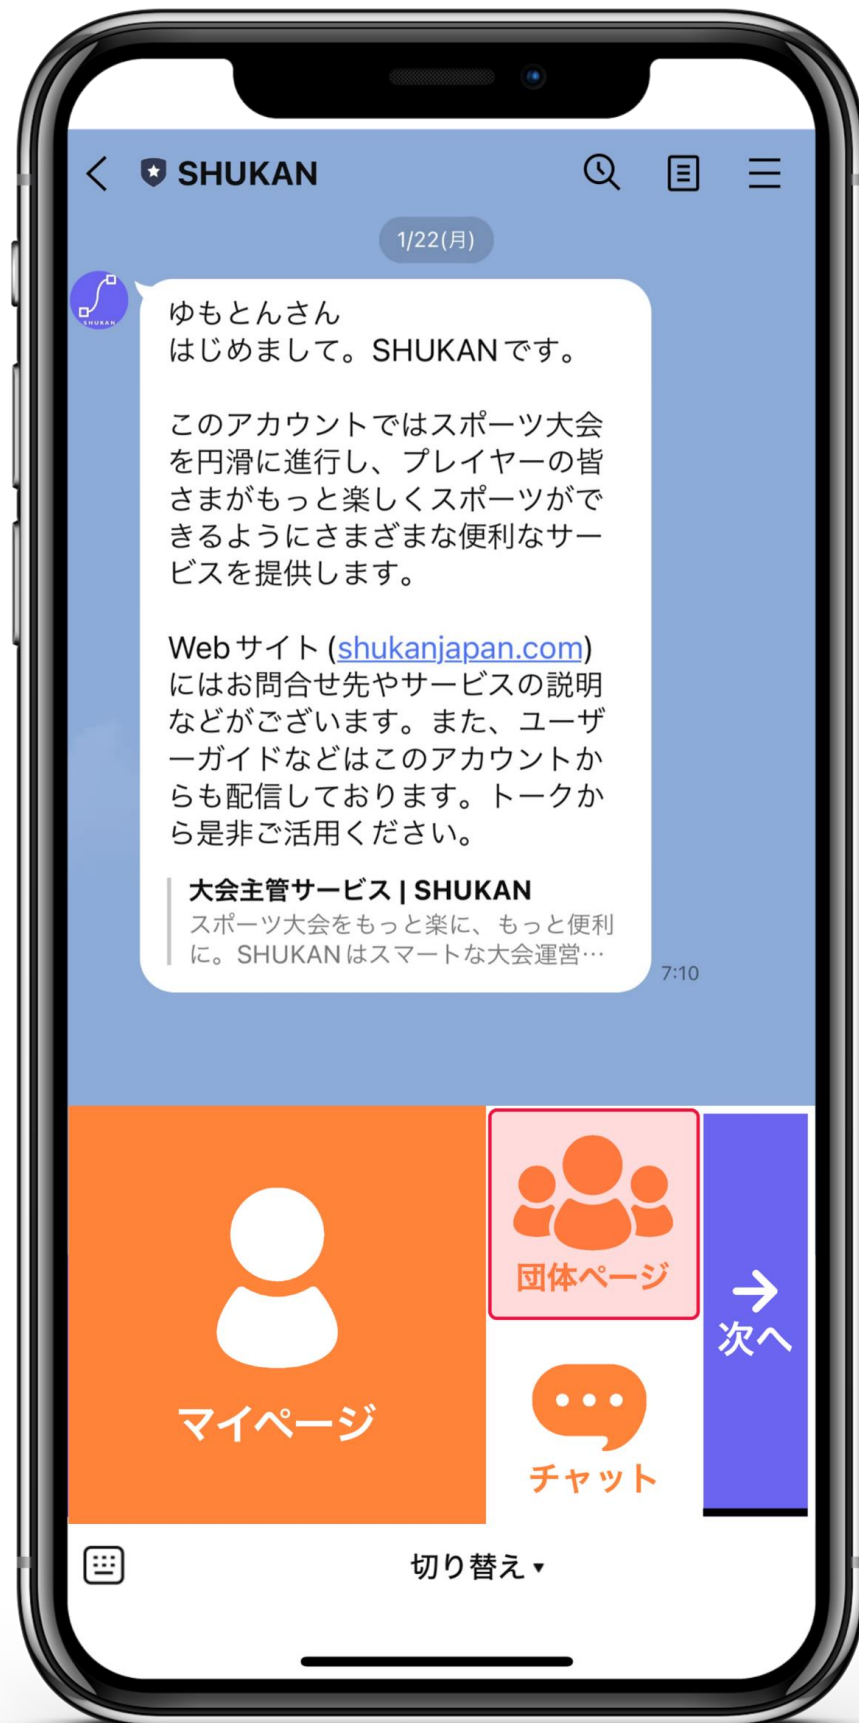 SHUKAN
1/22(月)
SHUKAN
ゆもとんさん
はじめまして。SHUKANです。
このアカウントではスポーツ大会
を円滑に進行し、プレイヤーの皆
さまがもっと楽しくスポーツがで
きるようにさまざまな便利なサー
ビスを提供します。
Webサイト (shukanjapan.com)
にはお問合せ先やサービスの説明
などがございます。また、ユーザ
ーガイドなどはこのアカウントか
らも配信しております。トークか
ら是非ご活用ください。
大会主管サービス | SHUKAN
スポーツ大会をもっと楽に、もっと便利
に。SHUKANはスマートな大会運営…
7:10
団体ページ
次へ
マイページ
チャット
切り替え▼